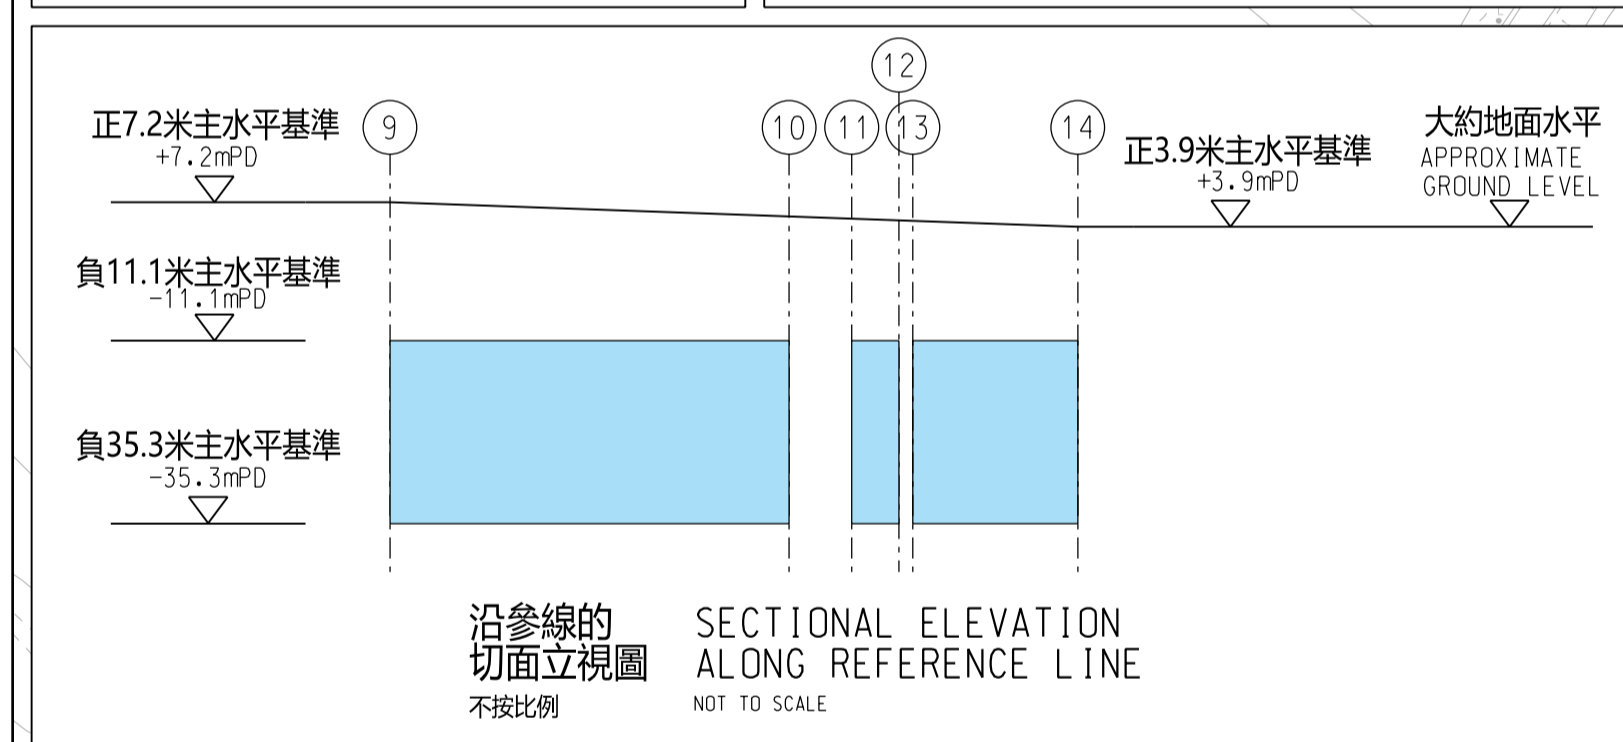 12
9
10
11
13
14
正7.2米主水平基準
+7.2mPD
正3.9米主水平基準
+3.9mPD
大約地面水平
APPROXIMATE
GROUND LEVEL
負11.1米主水平基準
-11.1mPD
負35.3米主水平基準
-35.3mPD
沿參線的
切面立視圖
不按比例
SECTIONAL ELEVATION
ALONG REFERENCE LINE
NOT TO SCALE